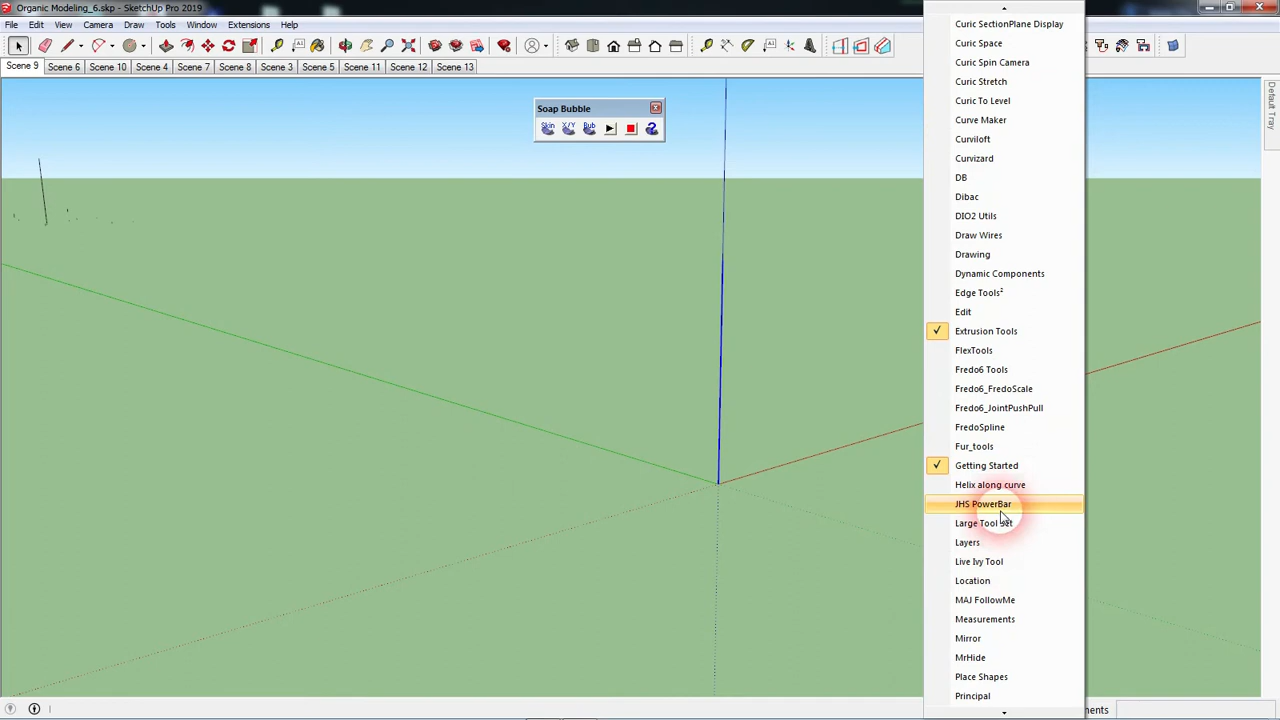 Organic Modeling_6.skp - SketchUp Pro 2019
File Edit View Camera Draw Tools Window Extensions Help
Scene 9 Scene 6 Scene 10 Scene 4 Scene 7 Scene 8 Scene 3 Scene 5 Scene 11 Scene 12 Scene 13
Soap Bubble
Skin X/Y Bub
Default Tray
Curic SectionPlane Display
Curic Space
Curic Spin Camera
Curic Stretch
Curic To Level
Curve Maker
Curviloft
Curvizard
DB
Dibac
DIO2 Utils
Draw Wires
Drawing
Dynamic Components
Edge Tools²
Edit
Extrusion Tools
FlexTools
Fredo6 Tools
Fredo6_FredoScale
Fredo6_JointPushPull
FredoSpline
Fur_tools
Getting Started
Helix along curve
JHS PowerBar
Large Tool Set
Layers
Live Ivy Tool
Location
MAJ FollowMe
Measurements
Mirror
MrHide
Place Shapes
Principal
ments